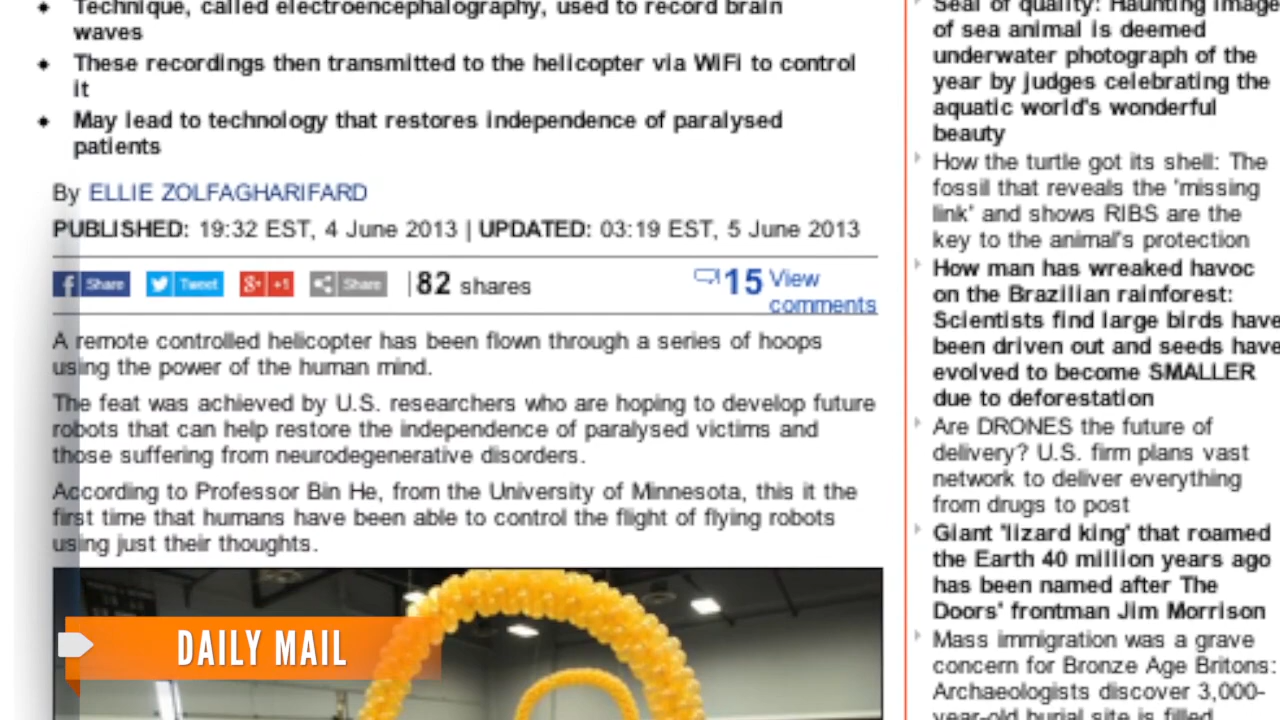 Technique, called electroencephalography, used to record brain
waves
These recordings then transmitted to the helicopter via WiFi to control
it
May lead to technology that restores independence of paralysed
patients
By ELLIE ZOLFAGHARIFARD
PUBLISHED: 19:32 EST, 4 June 2013 | UPDATED: 03:19 EST, 5 June 2013
Share Tweet +1 Share 82 shares 15 View
comments
A remote controlled helicopter has been flown through a series of hoops
using the power of the human mind.
The feat was achieved by U.S. researchers who are hoping to develop future
robots that can help restore the independence of paralysed victims and
those suffering from neurodegenerative disorders.
According to Professor Bin He, from the University of Minnesota, this it the
first time that humans have been able to control the flight of flying robots
using just their thoughts.
DAILY MAIL
Seal of quality: Haunting image
of sea animal is deemed
underwater photograph of the
year by judges celebrating the
aquatic world's wonderful
beauty
How the turtle got its shell: The
fossil that reveals the 'missing
link' and shows RIBS are the
key to the animal's protection
How man has wreaked havoc
on the Brazilian rainforest:
Scientists find large birds have
been driven out and seeds have
evolved to become SMALLER
due to deforestation
Are DRONES the future of
delivery? U.S. firm plans vast
network to deliver everything
from drugs to post
Giant 'lizard king' that roamed
the Earth 40 million years ago
has been named after The
Doors' frontman Jim Morrison
Mass immigration was a grave
concern for Bronze Age Britons:
Archaeologists discover 3,000-
year-old burial site is filled